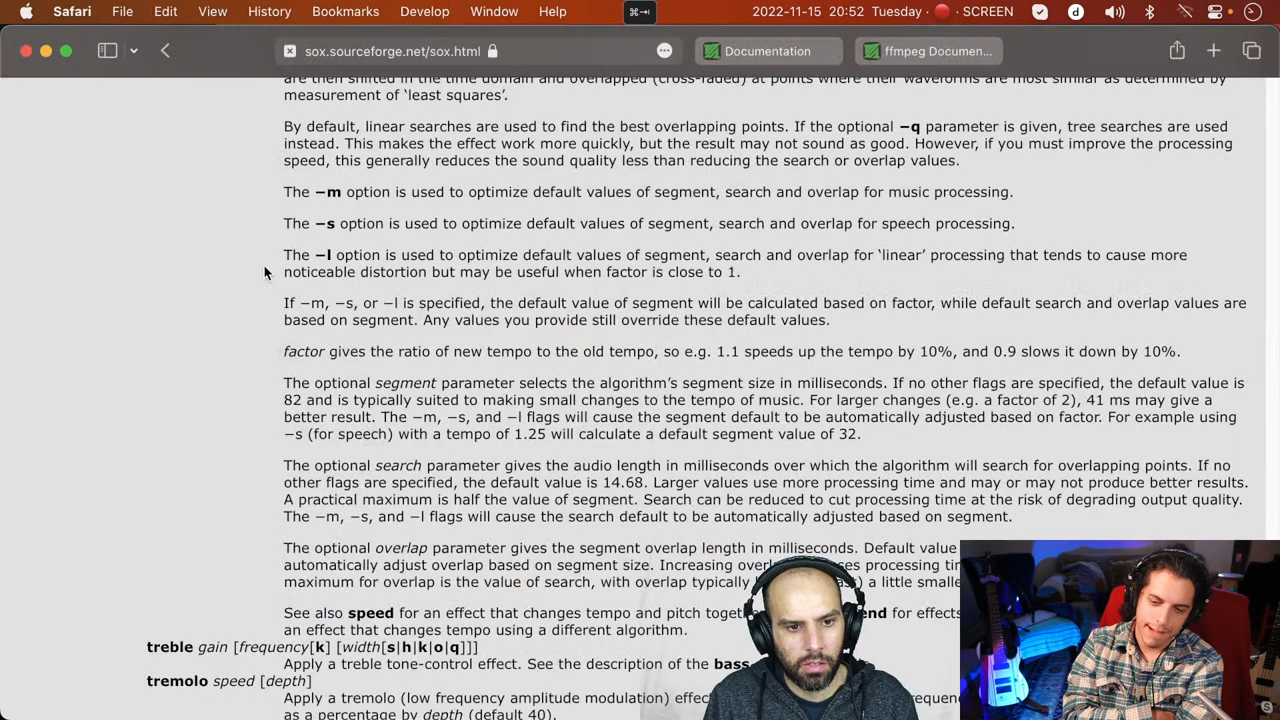 Safari File Edit View History Bookmarks Develop Window Help 2022-11-15 20:52 Tuesday SCREEN d
sox.sourceforge.net/sox.html Documentation ffmpeg Documen...
are then shifted in the time domain and overlapped (cross-faded) at points where their waveforms are most similar as determined by
measurement of ‘least squares’.
By default, linear searches are used to find the best overlapping points. If the optional −q parameter is given, tree searches are used
instead. This makes the effect work more quickly, but the result may not sound as good. However, if you must improve the processing
speed, this generally reduces the sound quality less than reducing the search or overlap values.
The −m option is used to optimize default values of segment, search and overlap for music processing.
The −s option is used to optimize default values of segment, search and overlap for speech processing.
The −l option is used to optimize default values of segment, search and overlap for ‘linear’ processing that tends to cause more
noticeable distortion but may be useful when factor is close to 1.
If −m, −s, or −l is specified, the default value of segment will be calculated based on factor, while default search and overlap values are
based on segment. Any values you provide still override these default values.
factor gives the ratio of new tempo to the old tempo, so e.g. 1.1 speeds up the tempo by 10%, and 0.9 slows it down by 10%.
The optional segment parameter selects the algorithm’s segment size in milliseconds. If no other flags are specified, the default value is
82 and is typically suited to making small changes to the tempo of music. For larger changes (e.g. a factor of 2), 41 ms may give a
better result. The −m, −s, and −l flags will cause the segment default to be automatically adjusted based on factor. For example using
−s (for speech) with a tempo of 1.25 will calculate a default segment value of 32.
The optional search parameter gives the audio length in milliseconds over which the algorithm will search for overlapping points. If no
other flags are specified, the default value is 14.68. Larger values use more processing time and may or may not produce better results.
A practical maximum is half the value of segment. Search can be reduced to cut processing time at the risk of degrading output quality.
The −m, −s, and −l flags will cause the search default to be automatically adjusted based on segment.
The optional overlap parameter gives the segment overlap length in milliseconds. Default value
automatically adjust overlap based on segment size. Increasing processing
maximum for overlap is the value of search, with overlap typically a little
See also speed for an effect that changes tempo and pitch for
an effect that changes tempo using a different algorithm.
treble gain [frequency[k] [width[s|h|k|o|q]]]
Apply a treble tone-control effect. See the description of the
tremolo speed [depth]
Apply a tremolo (low frequency amplitude modulation)
as a percentage by depth (default 40).